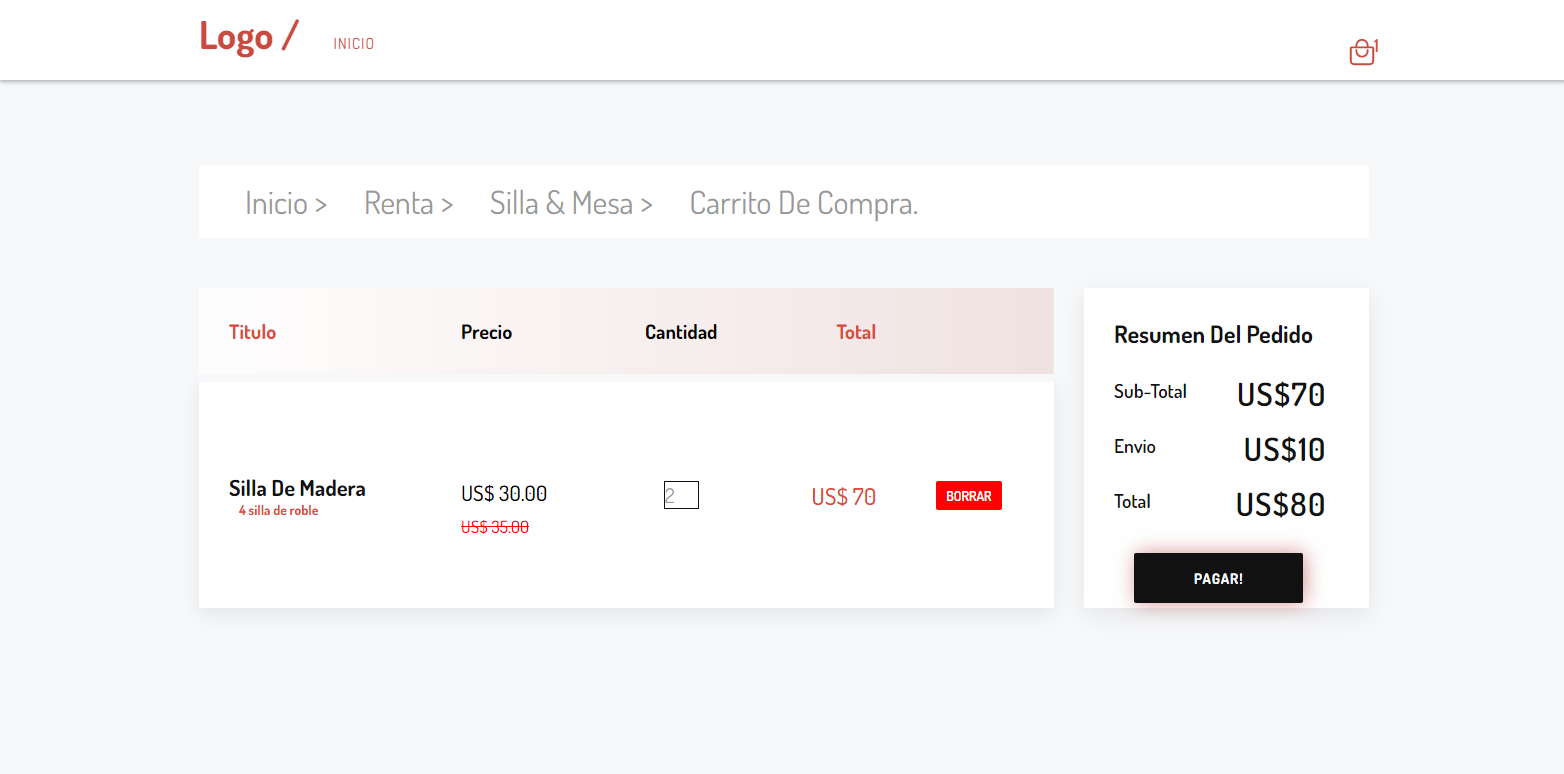 Logo /
INICIO
1
Inicio > Renta > Silla & Mesa > Carrito De Compra.
Titulo Precio Cantidad Total
Silla De Madera
4 silla de roble
US$ 30.00
US$ 35.00
2
US$ 70
BORRAR
Resumen Del Pedido
Sub-Total US$70
Envio US$10
Total US$80
PAGAR!